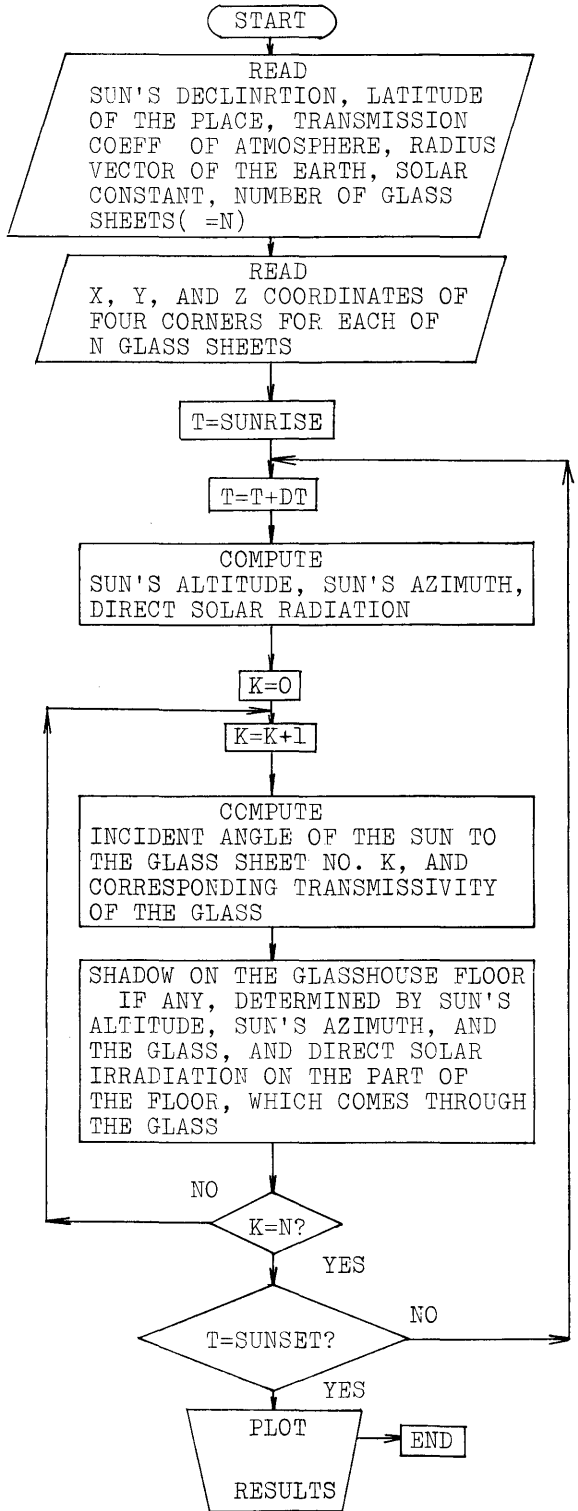 START
READ
SUN'S DECLINRTION, LATITUDE
OF THE PLACE, TRANSMISSION
COEFF OF ATMOSPHERE, RADIUS
VECTOR OF THE EARTH, SOLAR
CONSTANT, NUMBER OF GLASS
SHEETS( =N)
READ
X, Y, AND Z COORDINATES OF
FOUR CORNERS FOR EACH OF
N GLASS SHEETS
T=SUNRISE
T=T+DT
COMPUTE
SUN'S ALTITUDE, SUN'S AZIMUTH,
DIRECT SOLAR RADIATION
K=0
K=K+1
COMPUTE
INCIDENT ANGLE OF THE SUN TO
THE GLASS SHEET NO. K, AND
CORRESPONDING TRANSMISSIVITY
OF THE GLASS
SHADOW ON THE GLASSHOUSE FLOOR
IF ANY, DETERMINED BY SUN'S
ALTITUDE, SUN'S AZIMUTH, AND
THE GLASS, AND DIRECT SOLAR
IRRADIATION ON THE PART OF
THE FLOOR, WHICH COMES THROUGH
THE GLASS
NO
K=N?
YES
NO
T=SUNSET?
YES
PLOT
END
RESULTS